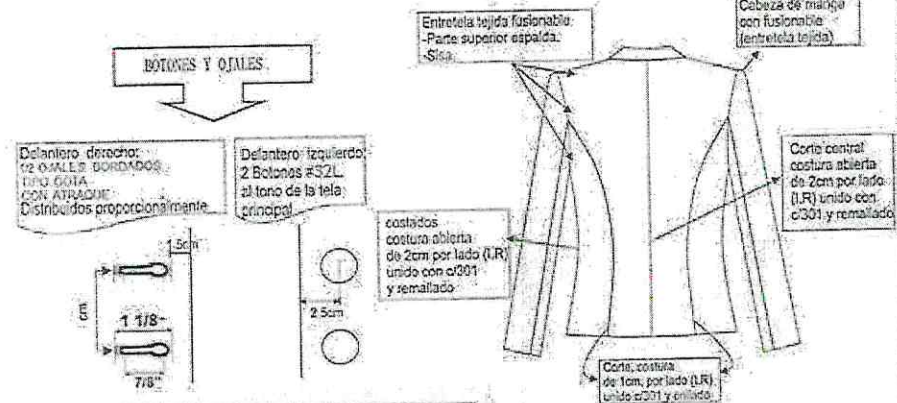 BOTONES Y OJALES
Delantero derecho:
02 OJALES BORDADOS
TIPO GOTA
CON ATRAQUE
Distribuidos proporcionalmente
Delantero izquierdo:
2 Botones #32L
al tono de la tela
principal
.5cm
cm
1 1/8"
7/8"
2.5cm
Entretela tejida fusionable:
-Parte superior espalda.
-Sisa
Cabeza de manga
con fusionable
(entretela tejida)
Corte central
costura abierta
de 2cm por lado
(I.R) unido con
c/301 y remallado
costados
costura abierta
de 2cm por lado (I.R)
unido con c/301
y remallado
Corte, costura
de 1cm, por lado (I.R)
unido c/301 y